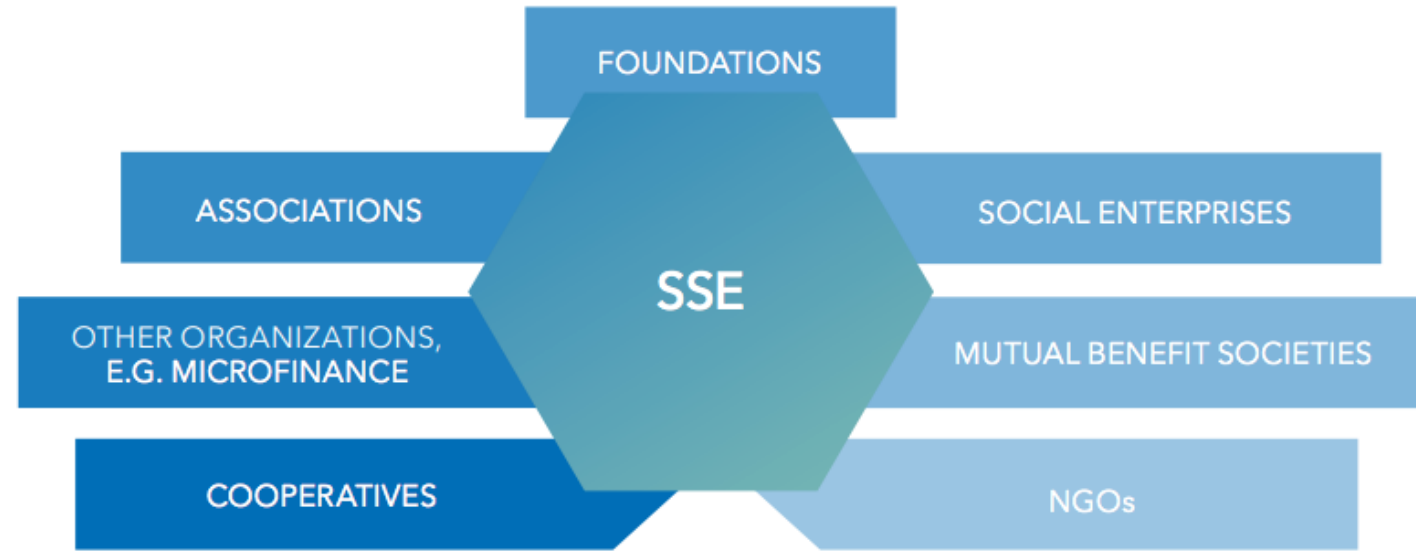 FOUNDATIONS
ASSOCIATIONS
SOCIAL ENTERPRISES
SSE
OTHER ORGANIZATIONS,
E.G. MICROFINANCE
MUTUAL BENEFIT SOCIETIES
COOPERATIVES
NGOs